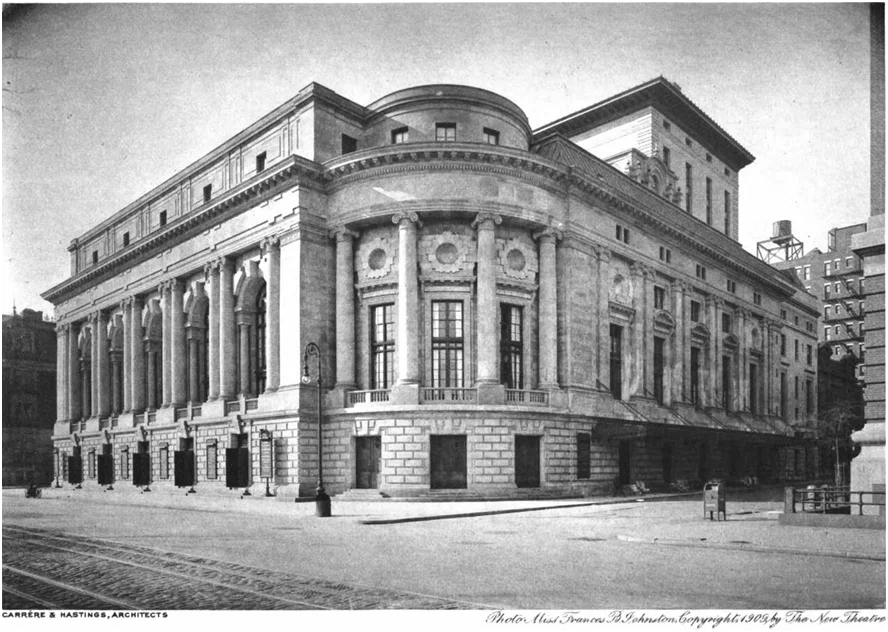 CARRÈRE & HASTINGS, ARCHITECTS
Photo Miss Frances B Johnston, Copyright, 1909, by The New Theatre